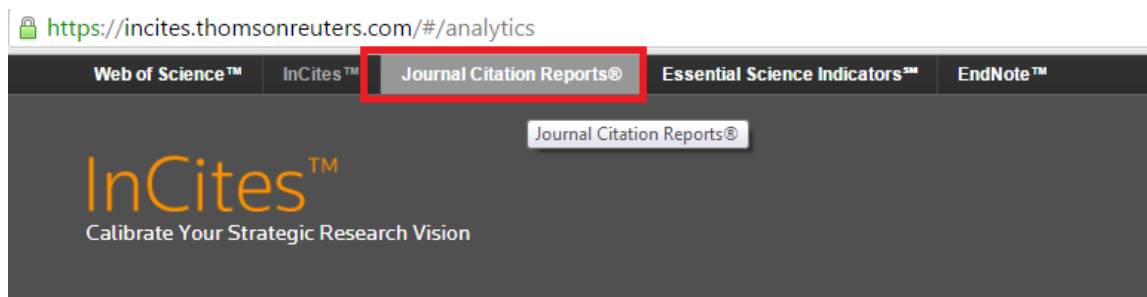 https://incites.thomsonreuters.com/#/analytics
Web of Science™ InCites™ Journal Citation Reports® Essential Science Indicators℠ EndNote™
Journal Citation Reports®
InCites™
Calibrate Your Strategic Research Vision